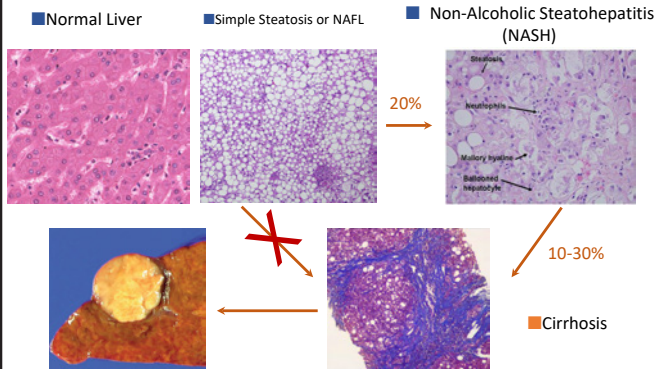 Normal Liver
Simple Steatosis or NAFL
Non-Alcoholic Steatohepatitis
(NASH)
Steatosis
20%
Neutrophils
Mallory hyaline
Ballooned
hepatocyte
10-30%
Cirrhosis